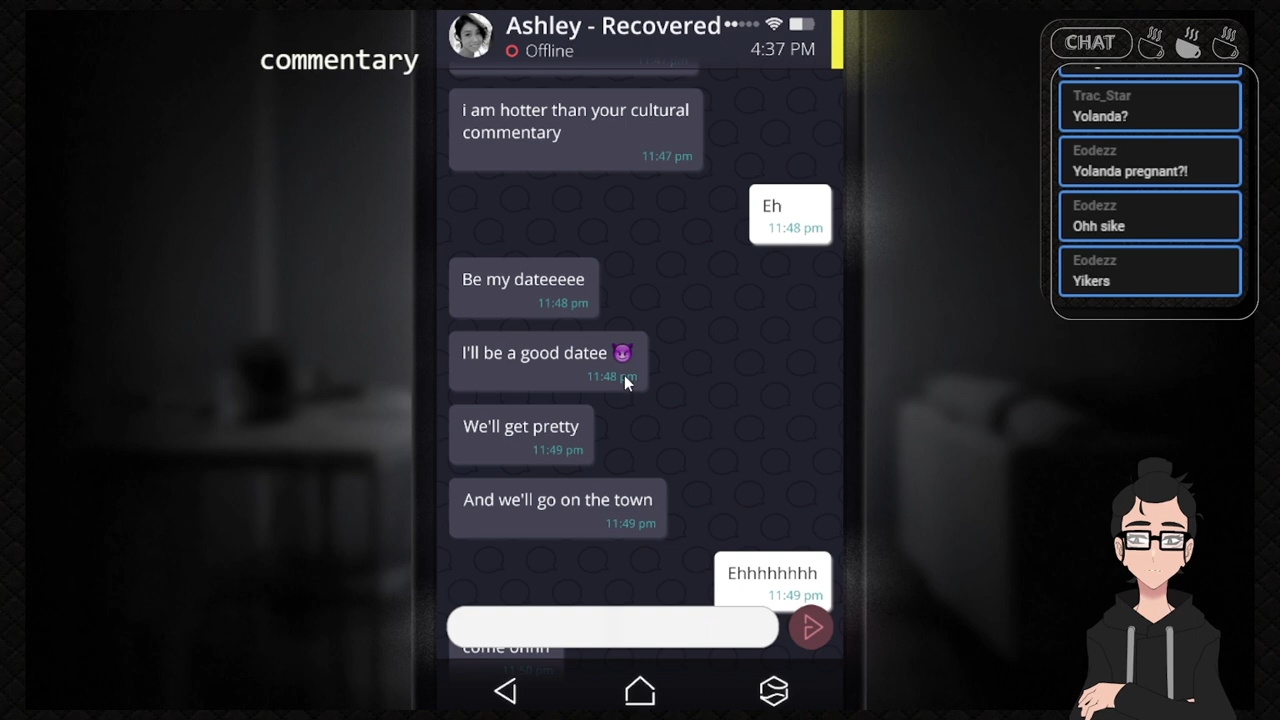 commentary
Ashley - Recovered
Offline
4:37 PM
i am hotter than your cultural
commentary
11:47 pm
Eh
11:48 pm
Be my dateeeee
11:48 pm
I'll be a good datee 😈
11:48 pm
We'll get pretty
11:49 pm
And we'll go on the town
11:49 pm
Ehhhhhhhh
11:49 pm
come onhh
CHAT
Trac_Star
Yolanda?
Eodezz
Yolanda pregnant?!
Eodezz
Ohh sike
Eodezz
Yikers